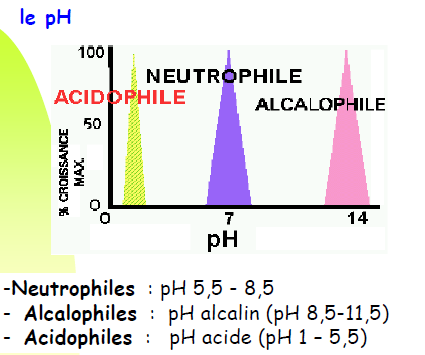 le pH
100
NEUTROPHILE
ACIDOPHILE
ALCALOPHILE
50
% CROISSANCE
MAX.
0
0 7 14
pH
-Neutrophiles : pH 5,5 - 8,5
- Alcalophiles : pH alcalin (pH 8,5-11,5)
- Acidophiles : pH acide (pH 1 – 5,5)